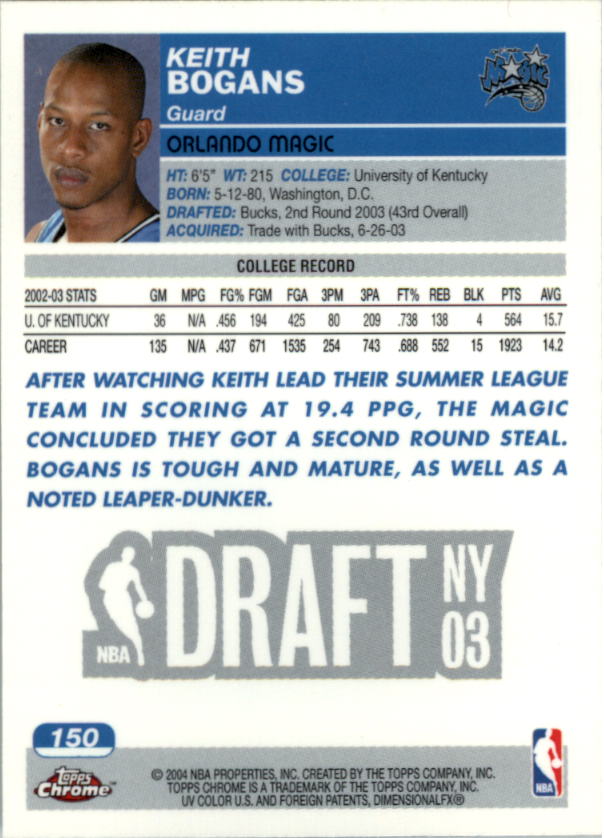 KEITH
BOGANS
Magic
Guard
ORLANDO MAGIC
HT: 6'5" WT: 215 COLLEGE: University of Kentucky
BORN: 5-12-80, Washington, D.C.
DRAFTED: Bucks, 2nd Round 2003 (43rd Overall)
ACQUIRED: Trade with Bucks, 6-26-03
COLLEGE RECORD
2002-03 STATS GM MPG FG% FGM FGA 3PM 3PA FT% REB BLK PTS AVG
U. OF KENTUCKY 36 N/A .456 194 425 80 209 .738 138 4 564 15.7
CAREER 135 N/A .437 671 1535 254 743 .688 552 15 1923 14.2
AFTER WATCHING KEITH LEAD THEIR SUMMER LEAGUE
TEAM IN SCORING AT 19.4 PPG, THE MAGIC
CONCLUDED THEY GOT A SECOND ROUND STEAL.
BOGANS IS TOUGH AND MATURE, AS WELL AS A
NOTED LEAPER-DUNKER.
NBA DRAFT NY
03
150
Topps
Chrome™
© 2004 NBA PROPERTIES, INC. CREATED BY THE TOPPS COMPANY, INC.
TOPPS CHROME IS A TRADEMARK OF THE TOPPS COMPANY, INC.
UV COLOR U.S. AND FOREIGN PATENTS, DIMENSIONALFX®
NBA